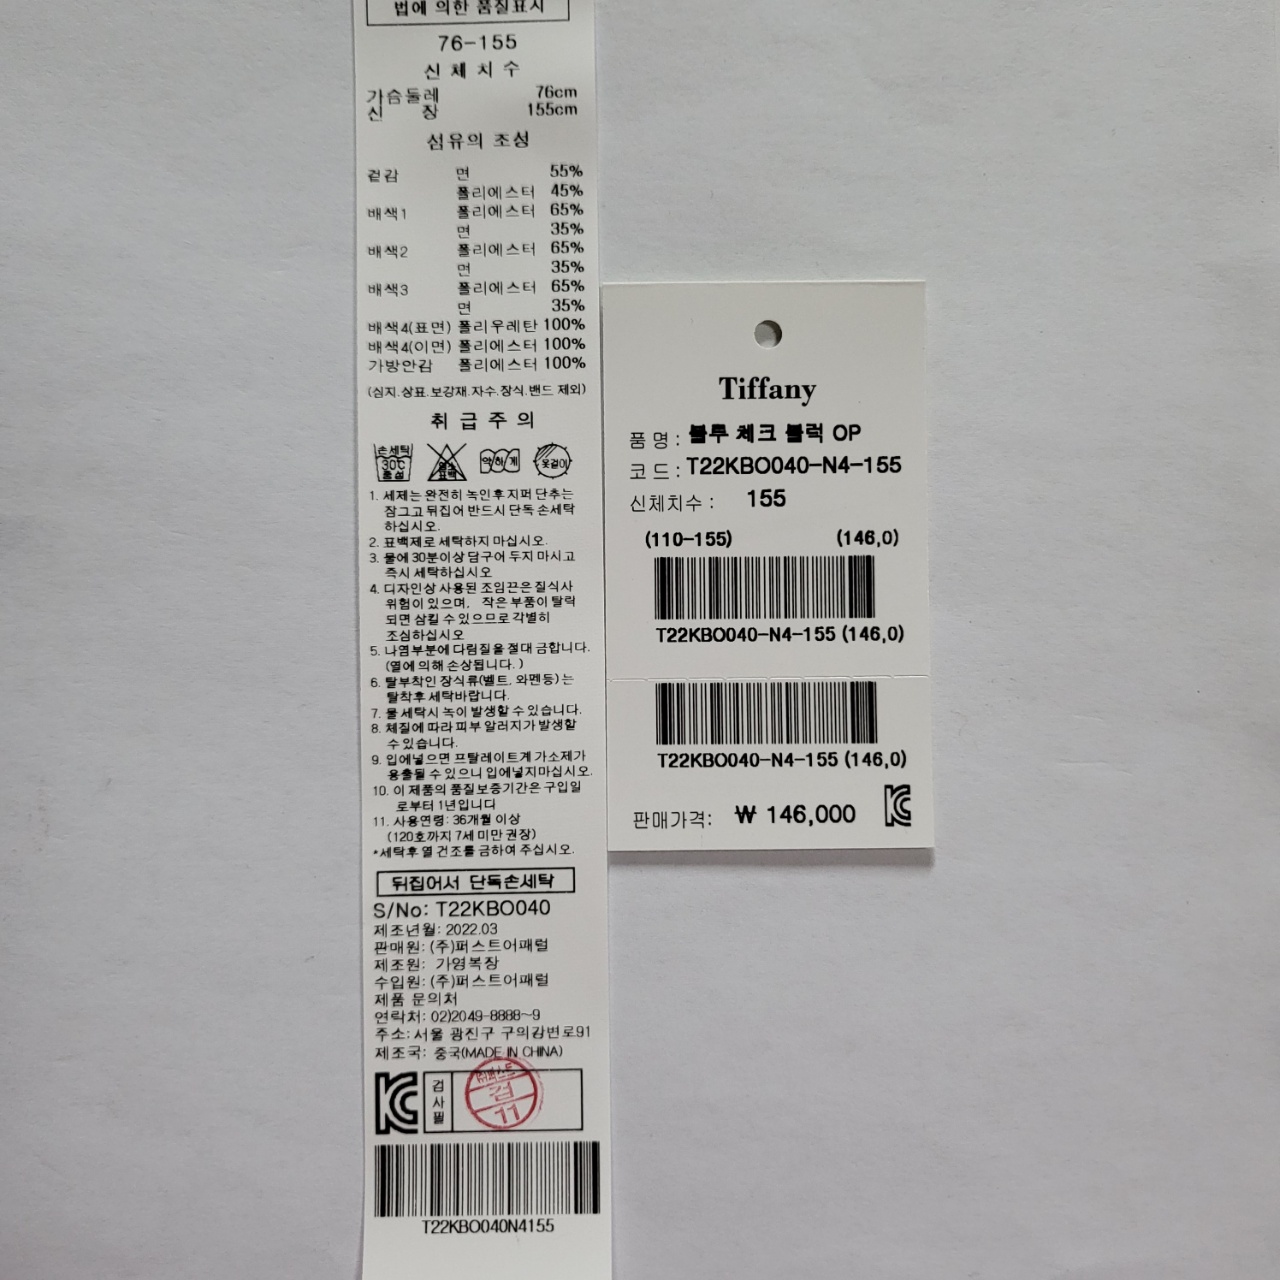 법에 의한 품질표시
76-155
신체치수
가슴둘레 76cm
신 장 155cm
섬유의 조성
겉감 면 55%
폴리에스터 45%
배색1 폴리에스터 65%
면 35%
배색2 폴리에스터 65%
면 35%
배색3 폴리에스터 65%
면 35%
배색4(표면) 폴리우레탄 100%
배색4(이면) 폴리에스터 100%
가방안감 폴리에스터 100%
(심지.상표.보강재.자수.장식.밴드 제외)
취급주의
손세탁 30℃ 중성 염소 표백 약하게 옷걸이
1. 세제는 완전히 녹인후 지퍼 단추는
잠그고 뒤집어 반드시 단독 손세탁
하십시오.
2. 표백제로 세탁하지 마십시오.
3. 물에 30분이상 담구어 두지 마시고
즉시 세탁하십시오
4. 디자인상 사용된 조임끈은 질식사
위험이 있으며, 작은 부품이 탈락
되면 삼킬 수 있으므로 각별히
조심하십시오
5. 나염부분에 다림질을 절대 금합니다.
(열에 의해 손상됩니다. )
6. 탈부착인 장식류(벨트, 와펜등)는
탈착후 세탁바랍니다.
7. 물 세탁시 녹이 발생할 수 있습니다.
8. 체질에 따라 피부 알러지가 발생할
수 있습니다.
9. 입에넣으면 프탈레이트계 가소제가
용출될 수 있으니 입에넣지마십시오.
10. 이 제품의 품질보증기간은 구입일
로부터 1년입니다
11. 사용연령: 36개월 이상
(120호까지 7세 미만 권장)
*세탁후 열 건조를 금하여 주십시오.
뒤집어서 단독손세탁
S/No: T22KBO040
제조년월: 2022.03
판매원: (주)퍼스트어패럴
제조원: 가영복장
수입원: (주)퍼스트어패럴
제품 문의처
연락처: 02)2049-8888~9
주소: 서울 광진구 구의강변로91
제조국: 중국(MADE IN CHINA)
검사필
(주)퍼스트
검
11
T22KBO040N4155
Tiffany
품 명 : 블루 체크 블럭 OP
코 드 : T22KBO040-N4-155
신체치수 : 155
(110-155) (146,0)
T22KBO040-N4-155 (146,0)
T22KBO040-N4-155 (146,0)
판매가격: ₩ 146,000